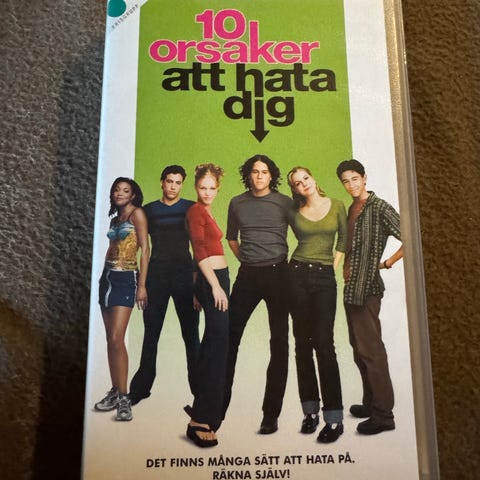 10
orsaker
att hata
dig
DET FINNS MÅNGA SÄTT ATT HATA PÅ.
RÄKNA SJÄLV!